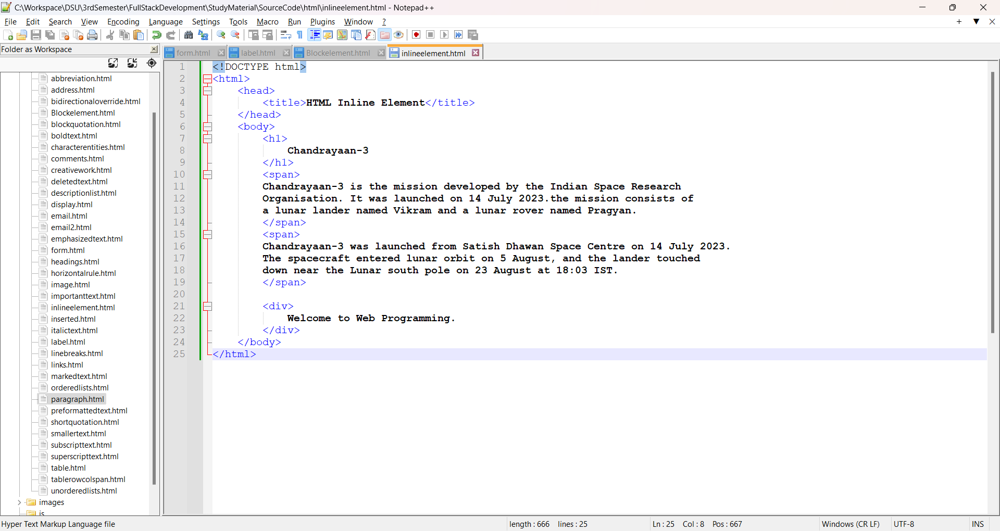 C:\Workspace\DSU\3rdSemester\FullStackDevelopment\StudyMaterial\SourceCode\html\inlineelement.html - Notepad++
File Edit Search View Encoding Language Settings Tools Macro Run Plugins Window ?
Folder as Workspace
form.html label.html Blockelement.html inlineelement.html
abbreviation.html
address.html
bidirectionaloverride.html
Blockelement.html
blockquotation.html
boldtext.html
characterentities.html
comments.html
creativework.html
deletedtext.html
descriptionlist.html
display.html
email.html
email2.html
emphasizedtext.html
form.html
headings.html
horizontalrule.html
image.html
importanttext.html
inlineelement.html
inserted.html
italictext.html
label.html
linebreaks.html
links.html
markedtext.html
orderedlists.html
paragraph.html
preformattedtext.html
shortquotation.html
smallertext.html
subscripttext.html
superscripttext.html
table.html
tablerowcolspan.html
unorderedlists.html
images
js
1 <!DOCTYPE html>
2 <html>
3 <head>
4 <title>HTML Inline Element</title>
5 </head>
6 <body>
7 <h1>
8 Chandrayaan-3
9 </h1>
10 <span>
11 Chandrayaan-3 is the mission developed by the Indian Space Research
12 Organisation. It was launched on 14 July 2023.the mission consists of
13 a lunar lander named Vikram and a lunar rover named Pragyan.
14 </span>
15 <span>
16 Chandrayaan-3 was launched from Satish Dhawan Space Centre on 14 July 2023.
17 The spacecraft entered lunar orbit on 5 August, and the lander touched
18 down near the Lunar south pole on 23 August at 18:03 IST.
19 </span>
20
21 <div>
22 Welcome to Web Programming.
23 </div>
24 </body>
25 </html>
Hyper Text Markup Language file length : 666 lines : 25 Ln : 25 Col : 8 Pos : 667 Windows (CR LF) UTF-8 INS